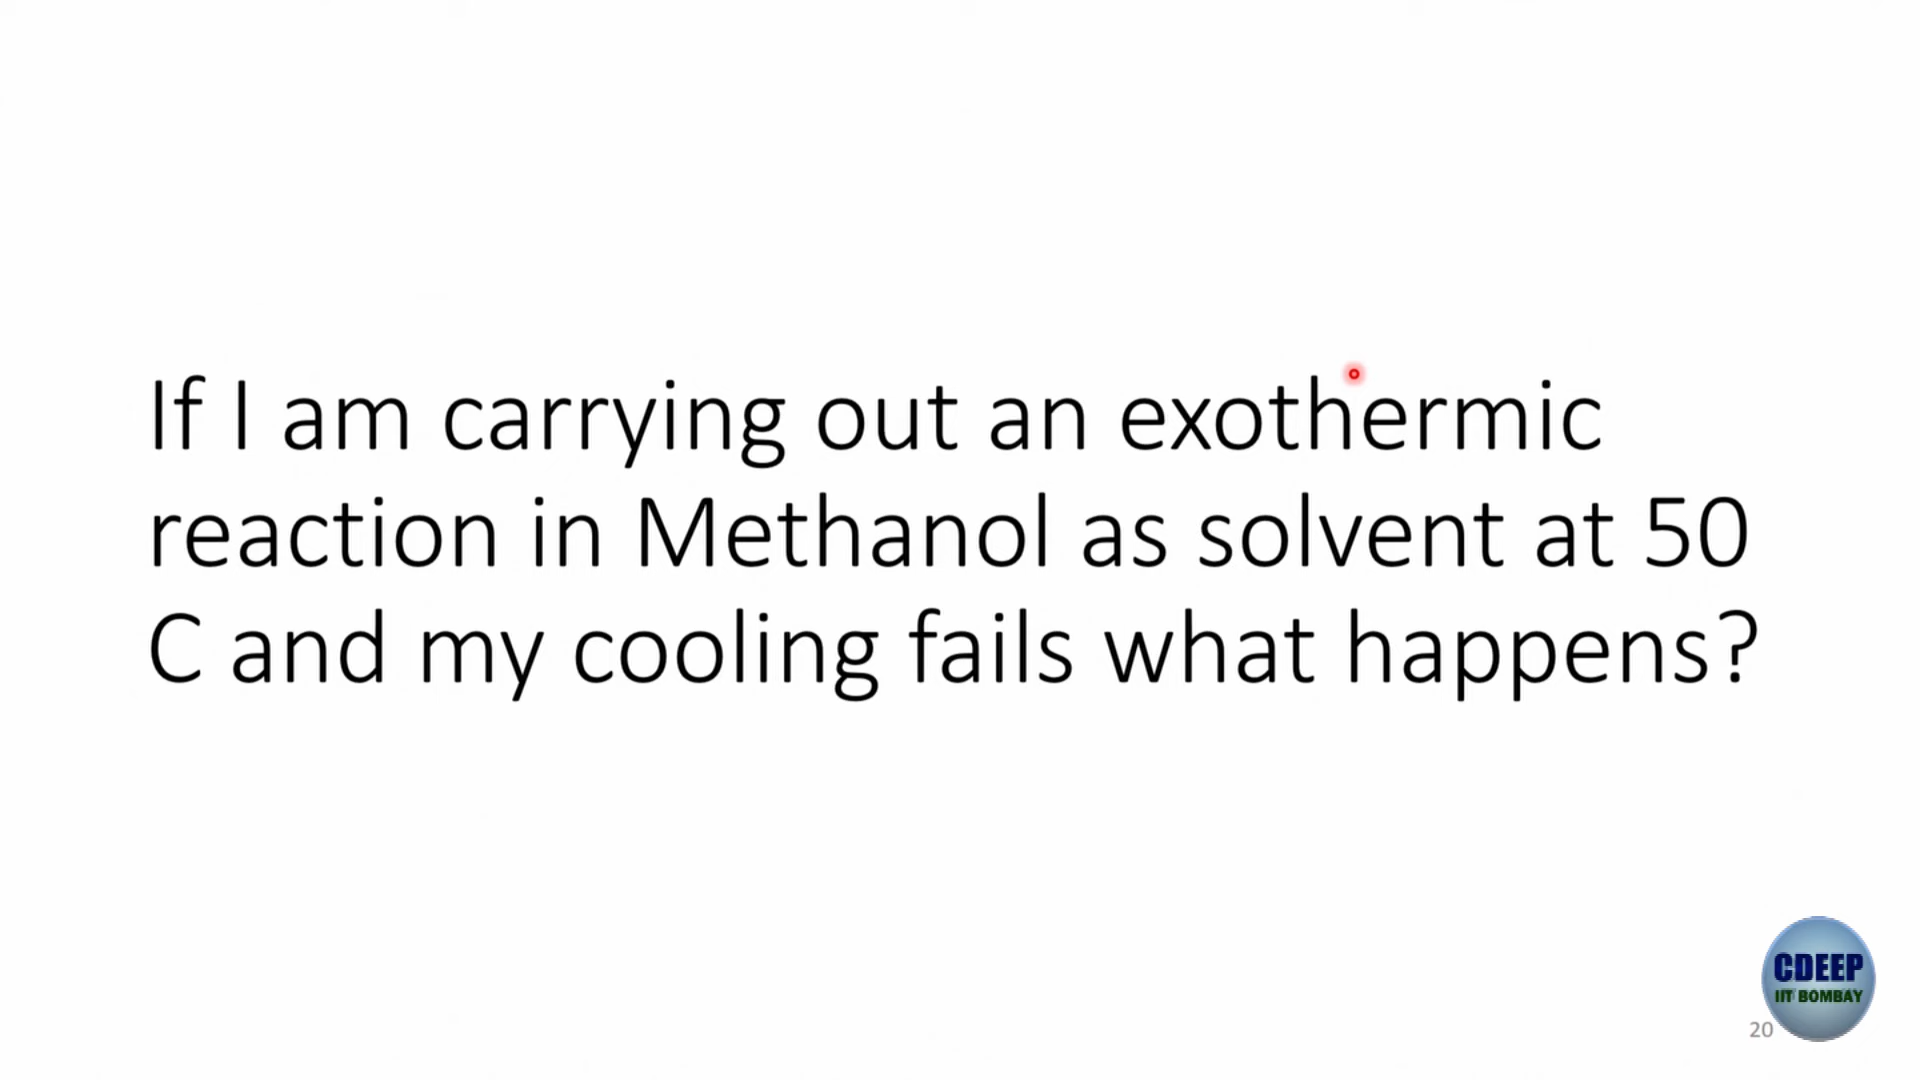 If I am carrying out an exothermic
reaction in Methanol as solvent at 50
C and my cooling fails what happens?
CDEEP
IIT BOMBAY
20